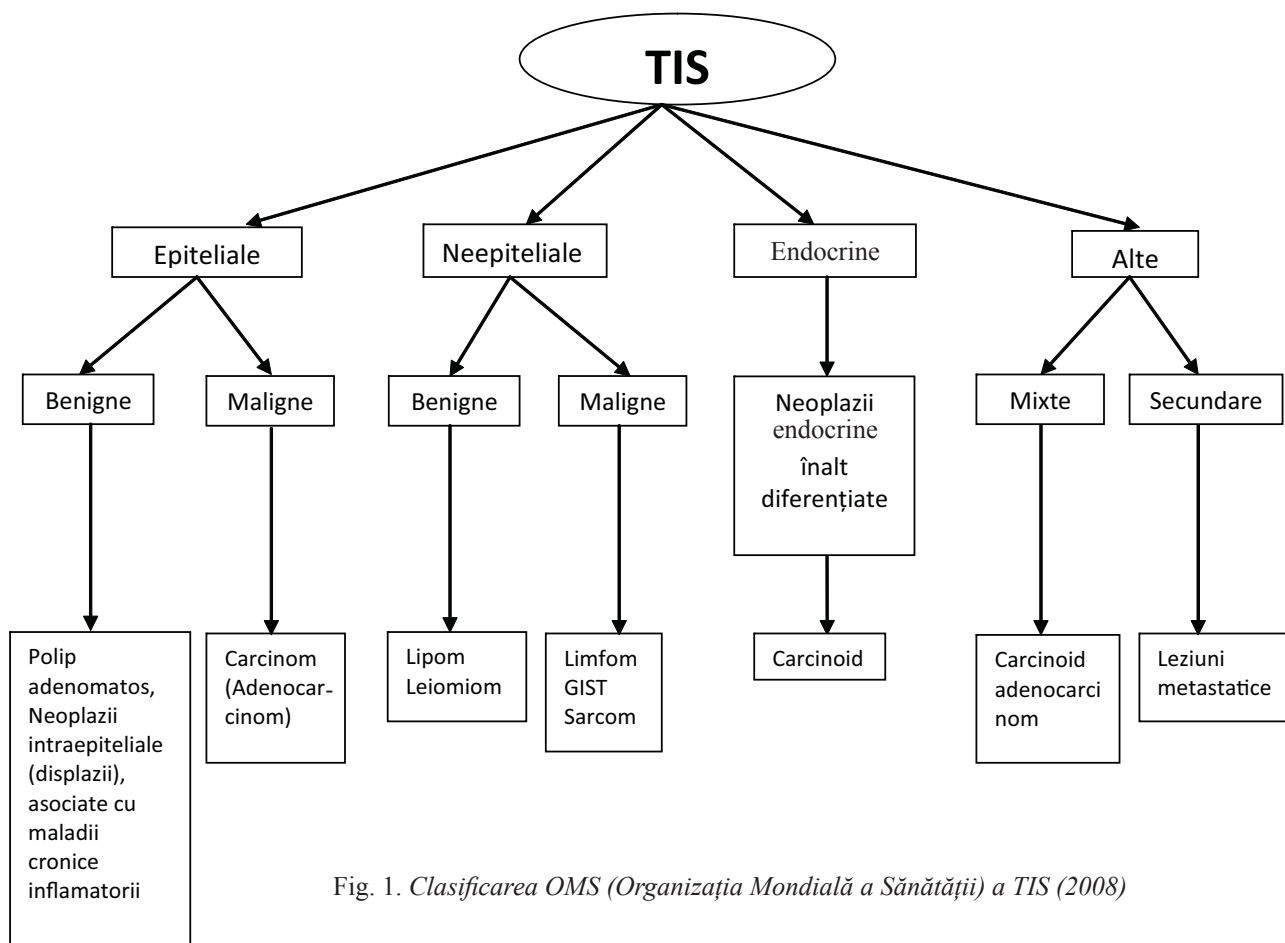 TIS
Epiteliale
Neepiteliale
Endocrine
Alte
Benigne
Maligne
Benigne
Maligne
Neoplazii
endocrine
înalt
diferențiate
Mixte
Secundare
Polip
adenomatos,
Neoplazii
intraepiteliale
(displazii),
asociate cu
maladii
cronice
inflamatorii
Carcinom
(Adenocar-
cinom)
Lipom
Leiomiom
Limfom
GIST
Sarcom
Carcinoid
Carcinoid
adenocarci
nom
Leziuni
metastatice
Fig. 1. Clasificarea OMS (Organizația Mondială a Sănătății) a TIS (2008)